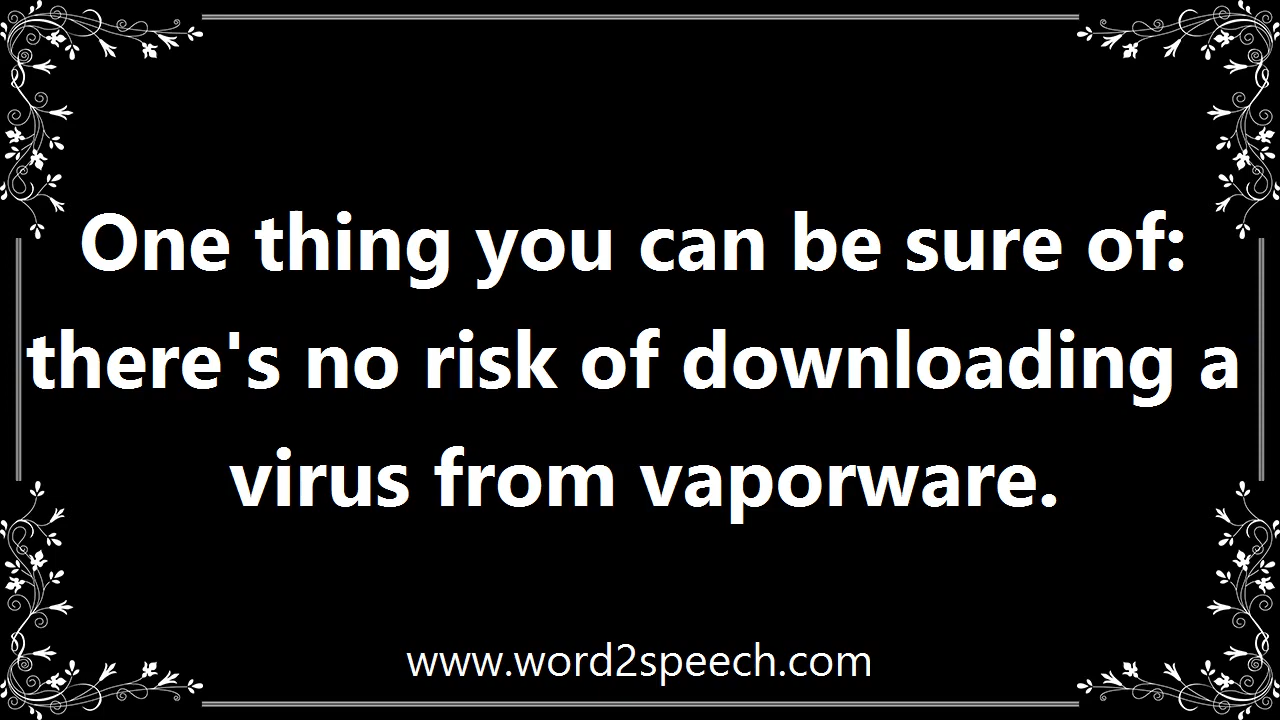 One thing you can be sure of:
there's no risk of downloading a
virus from vaporware.
www.word2speech.com